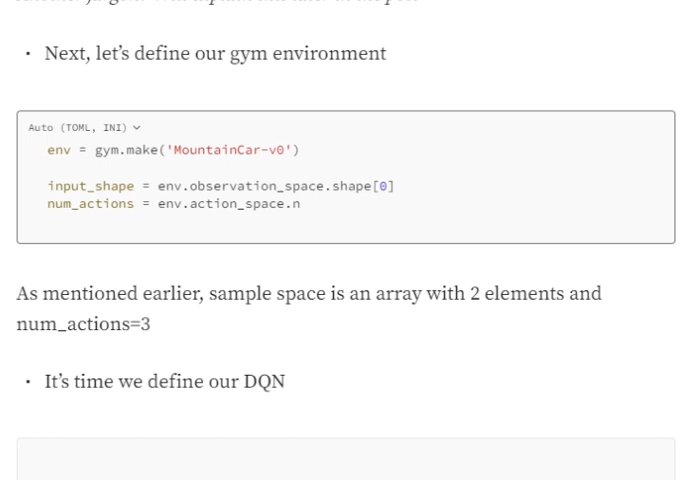 • Next, let’s define our gym environment
Auto (TOML, INI)
env = gym.make('MountainCar-v0')
input_shape = env.observation_space.shape[0]
num_actions = env.action_space.n
As mentioned earlier, sample space is an array with 2 elements and
num_actions=3
• It’s time we define our DQN